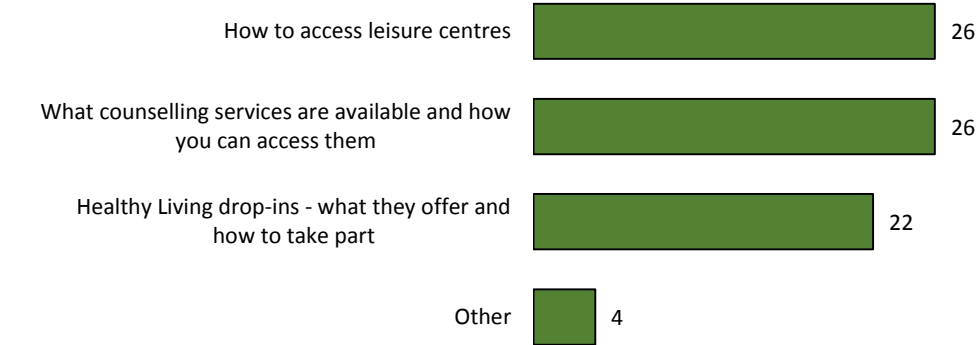 How to access leisure centres
26
What counselling services are available and how
you can access them
26
Healthy Living drop-ins - what they offer and
how to take part
22
Other
4